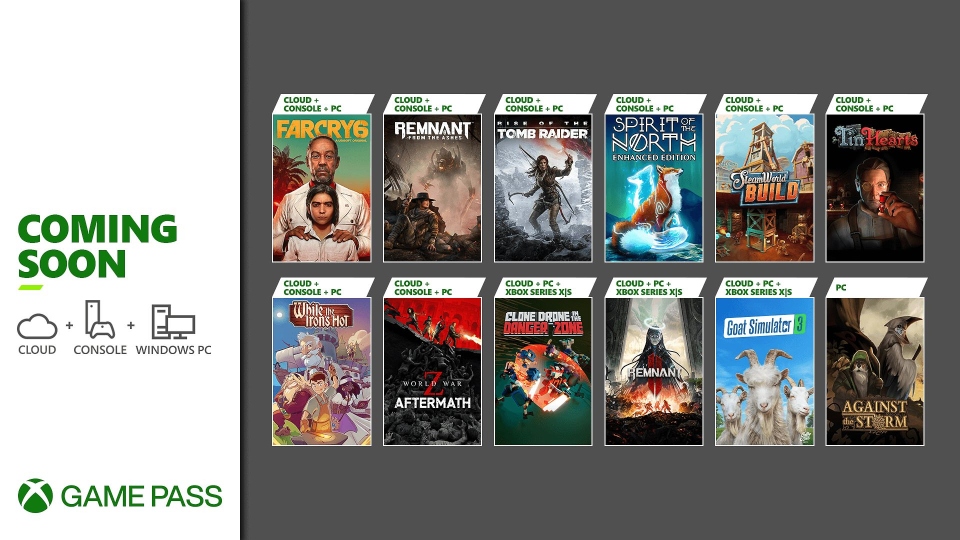 COMING
SOON
CLOUD + CONSOLE + WINDOWS PC
GAME PASS
CLOUD +
CONSOLE + PC
FARCRY6
CLOUD +
CONSOLE + PC
REMNANT
FROM THE ASHES
CLOUD +
CONSOLE + PC
RISE OF THE
TOMB RAIDER
CLOUD +
CONSOLE + PC
SPIRIT OF THE
NORTH
ENHANCED EDITION
CLOUD +
CONSOLE + PC
SteamWorld
BUILD
CLOUD +
CONSOLE + PC
Tin Hearts
CLOUD +
CONSOLE + PC
While the
Iron's Hot
CLOUD +
CONSOLE + PC
WORLD WAR
Z
AFTERMATH
CLOUD + PC +
XBOX SERIES X|S
CLONE DRONE IN THE
DANGER ZONE
CLOUD + PC +
XBOX SERIES X|S
REMNANT
CLOUD + PC +
XBOX SERIES X|S
Goat Simulator 3
PC
AGAINST
the STORM